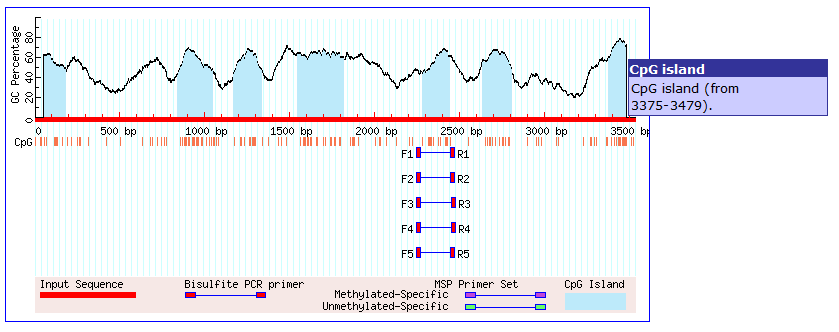 GC Percentage
80
60
40
20
0
CpG island
CpG island (from
3375-3479).
0 500 bp 1000 bp 1500 bp 2000 bp 2500 bp 3000 bp 3500 bp
CpG
F1 R1
F2 R2
F3 R3
F4 R4
F5 R5
Input Sequence Bisulfite PCR primer MSP Primer Set CpG Island
Methylated-Specific
Unmethylated-Specific